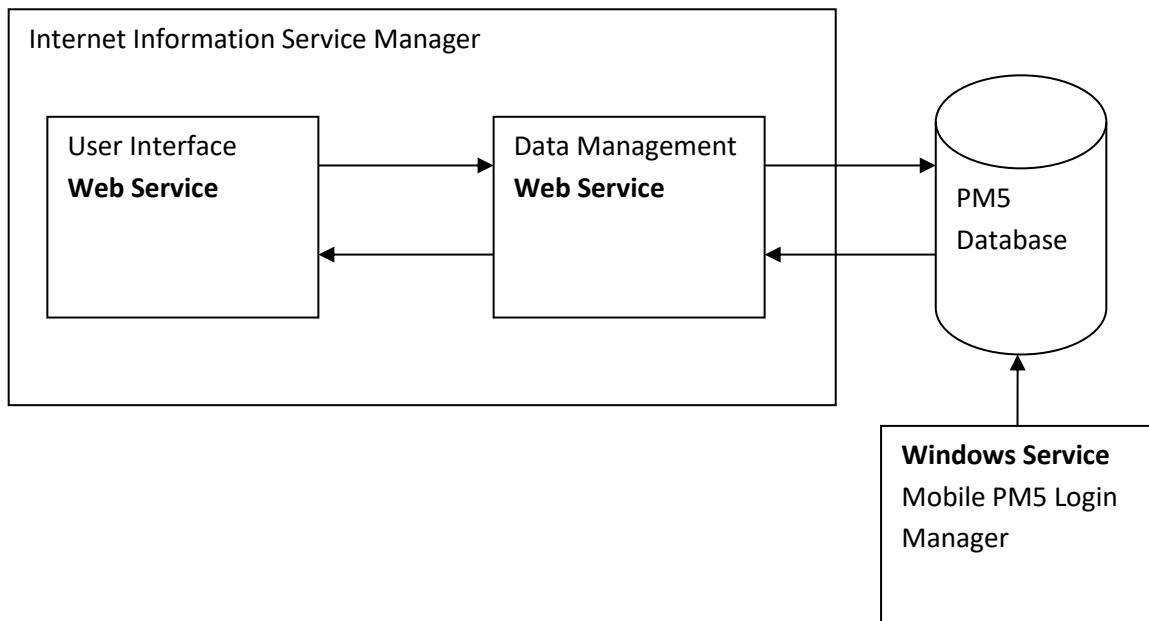 Internet Information Service Manager
User Interface
Web Service
Data Management
Web Service
PM5
Database
Windows Service
Mobile PM5 Login
Manager